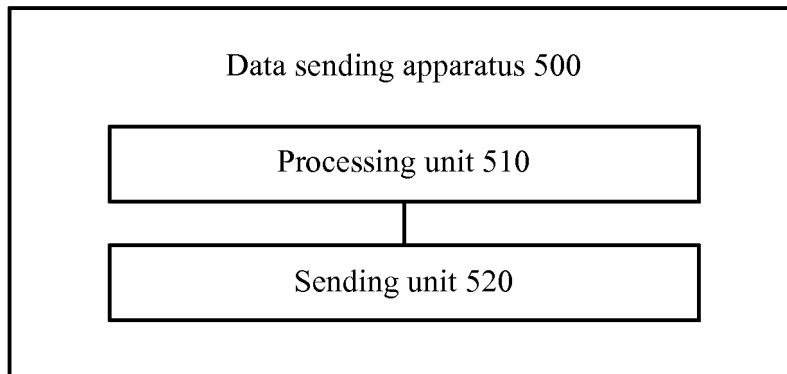 Data sending apparatus 500
Processing unit 510
Sending unit 520